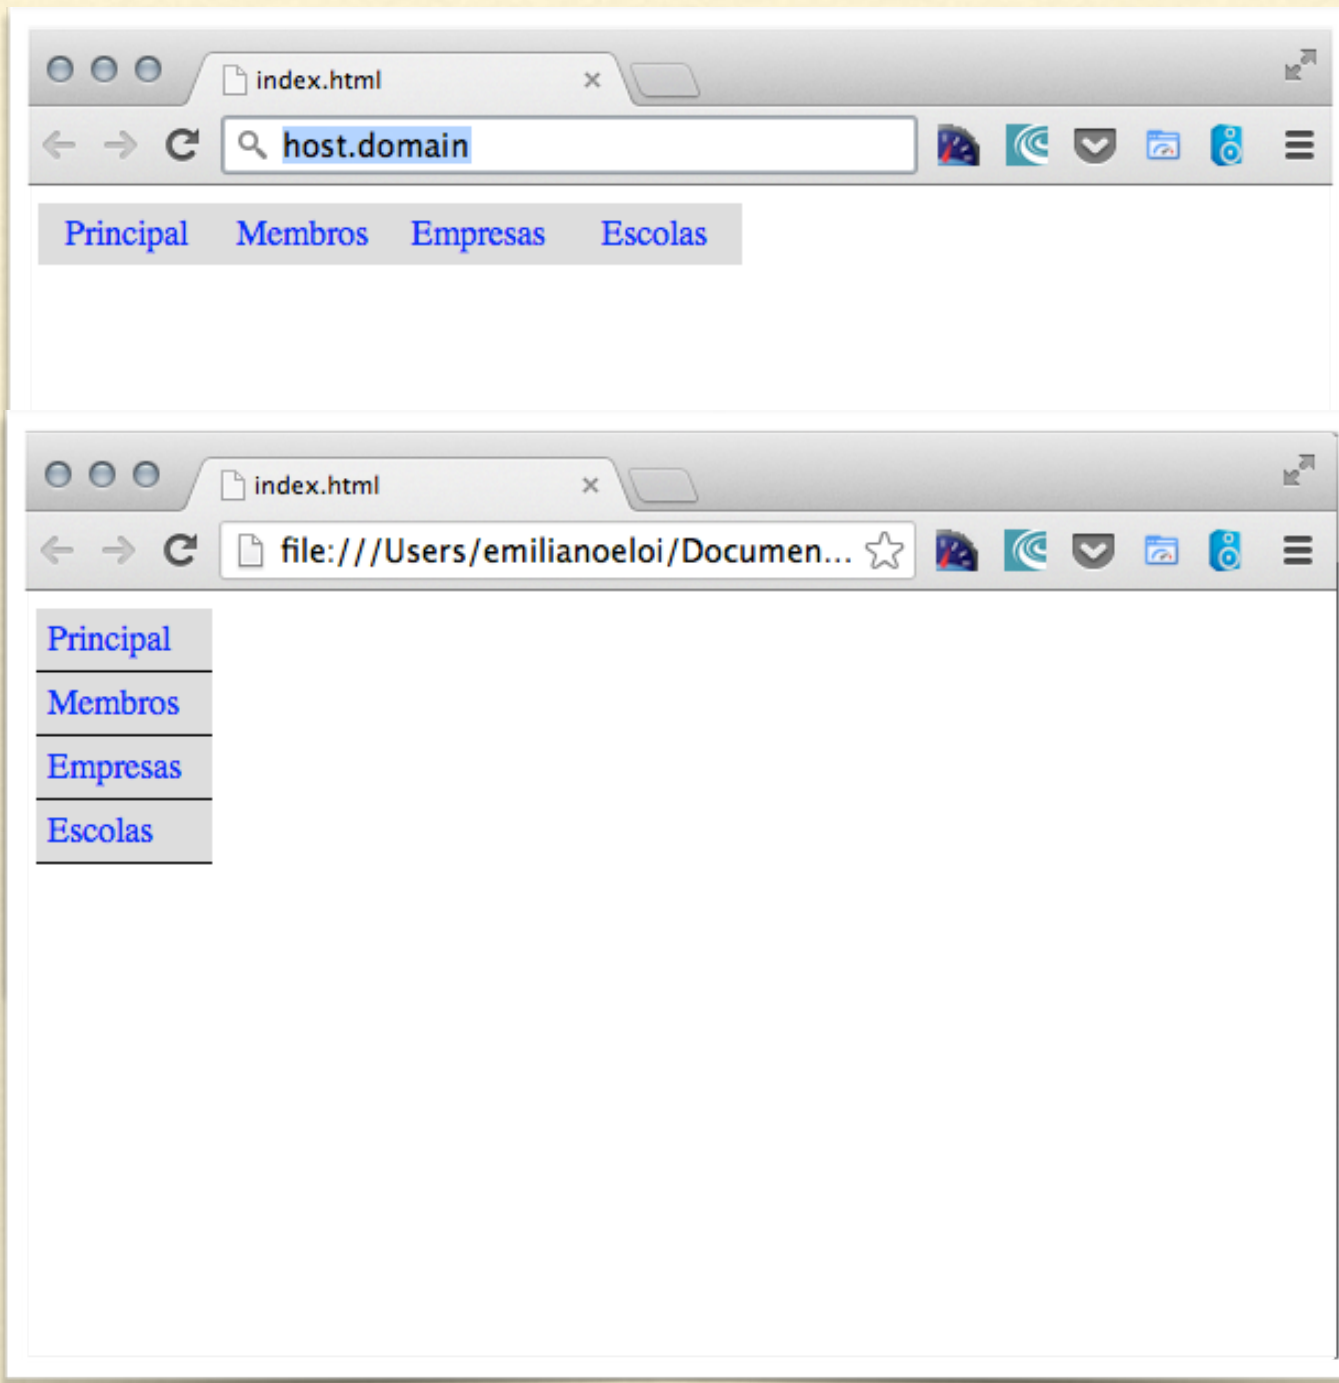 index.html
host.domain
Principal Membros Empresas Escolas
index.html
file:///Users/emilianoeloi/Documen...
Principal
Membros
Empresas
Escolas